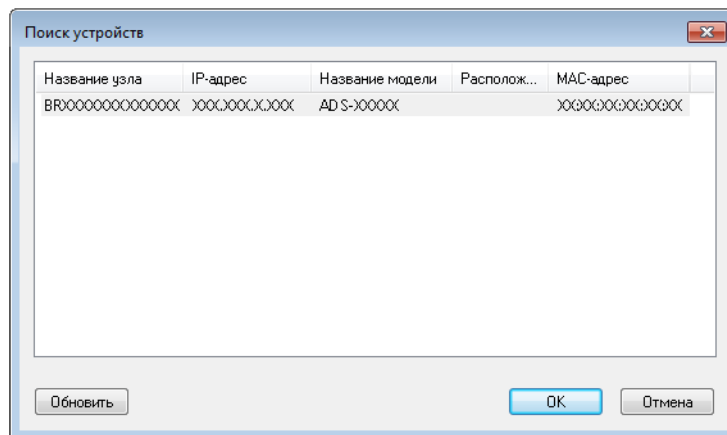 Поиск устройств
Название узла IP-адрес Название модели Располож... MAC-адрес
BRXXXXXXXXXXXXX XXX.XXX.X.XXX ADS-XXXXX XX:XX:XX:XX:XX:XX
Обновить OK Отмена